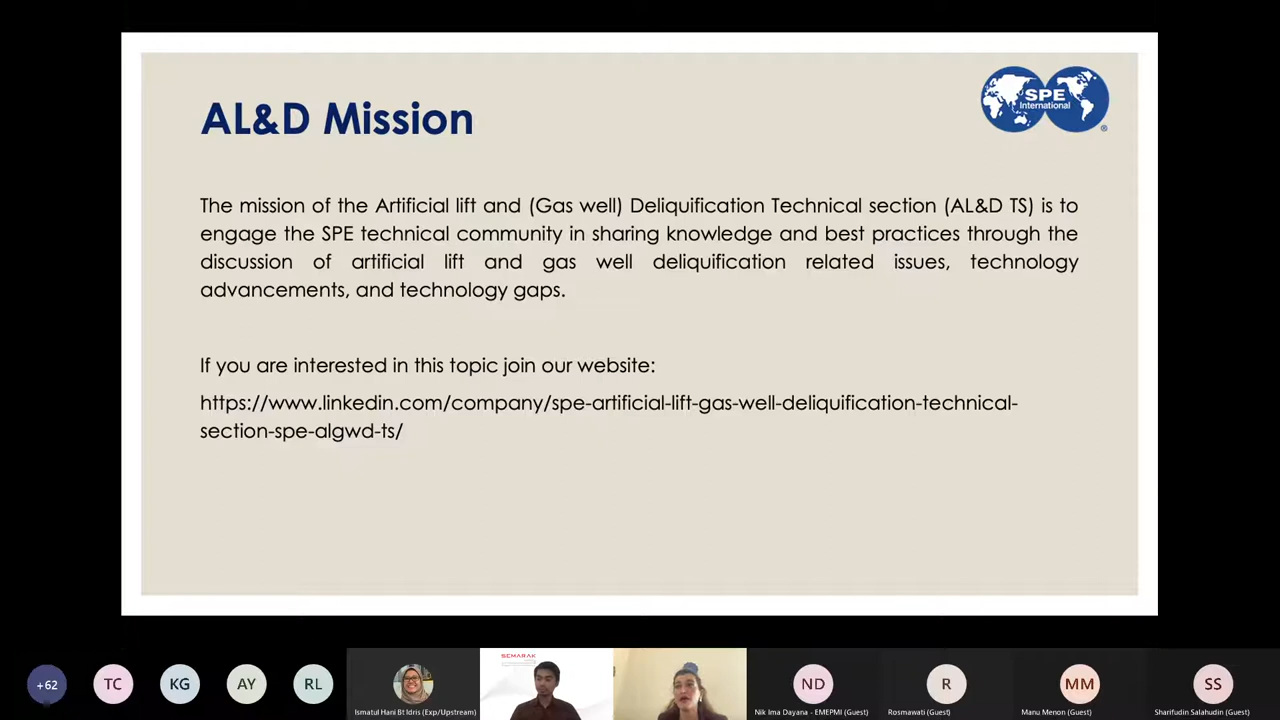 AL&D Mission
SPE
International
®
The mission of the Artificial lift and (Gas well) Deliquification Technical section (AL&D TS) is to
engage the SPE technical community in sharing knowledge and best practices through the
discussion of artificial lift and gas well deliquification related issues, technology
advancements, and technology gaps.
If you are interested in this topic join our website:
https://www.linkedin.com/company/spe-artificial-lift-gas-well-deliquification-technical-
section-spe-algwd-ts/
+62
TC
KG
AY
RL
SEMARAK
ND
R
MM
SS
Ismatul Hani Bt Idris (Exp/Upstream)
Nik Ima Dayana - EMEPMI (Guest)
Rosmawati (Guest)
Manu Menon (Guest)
Sharifudin Salahudin (Guest)